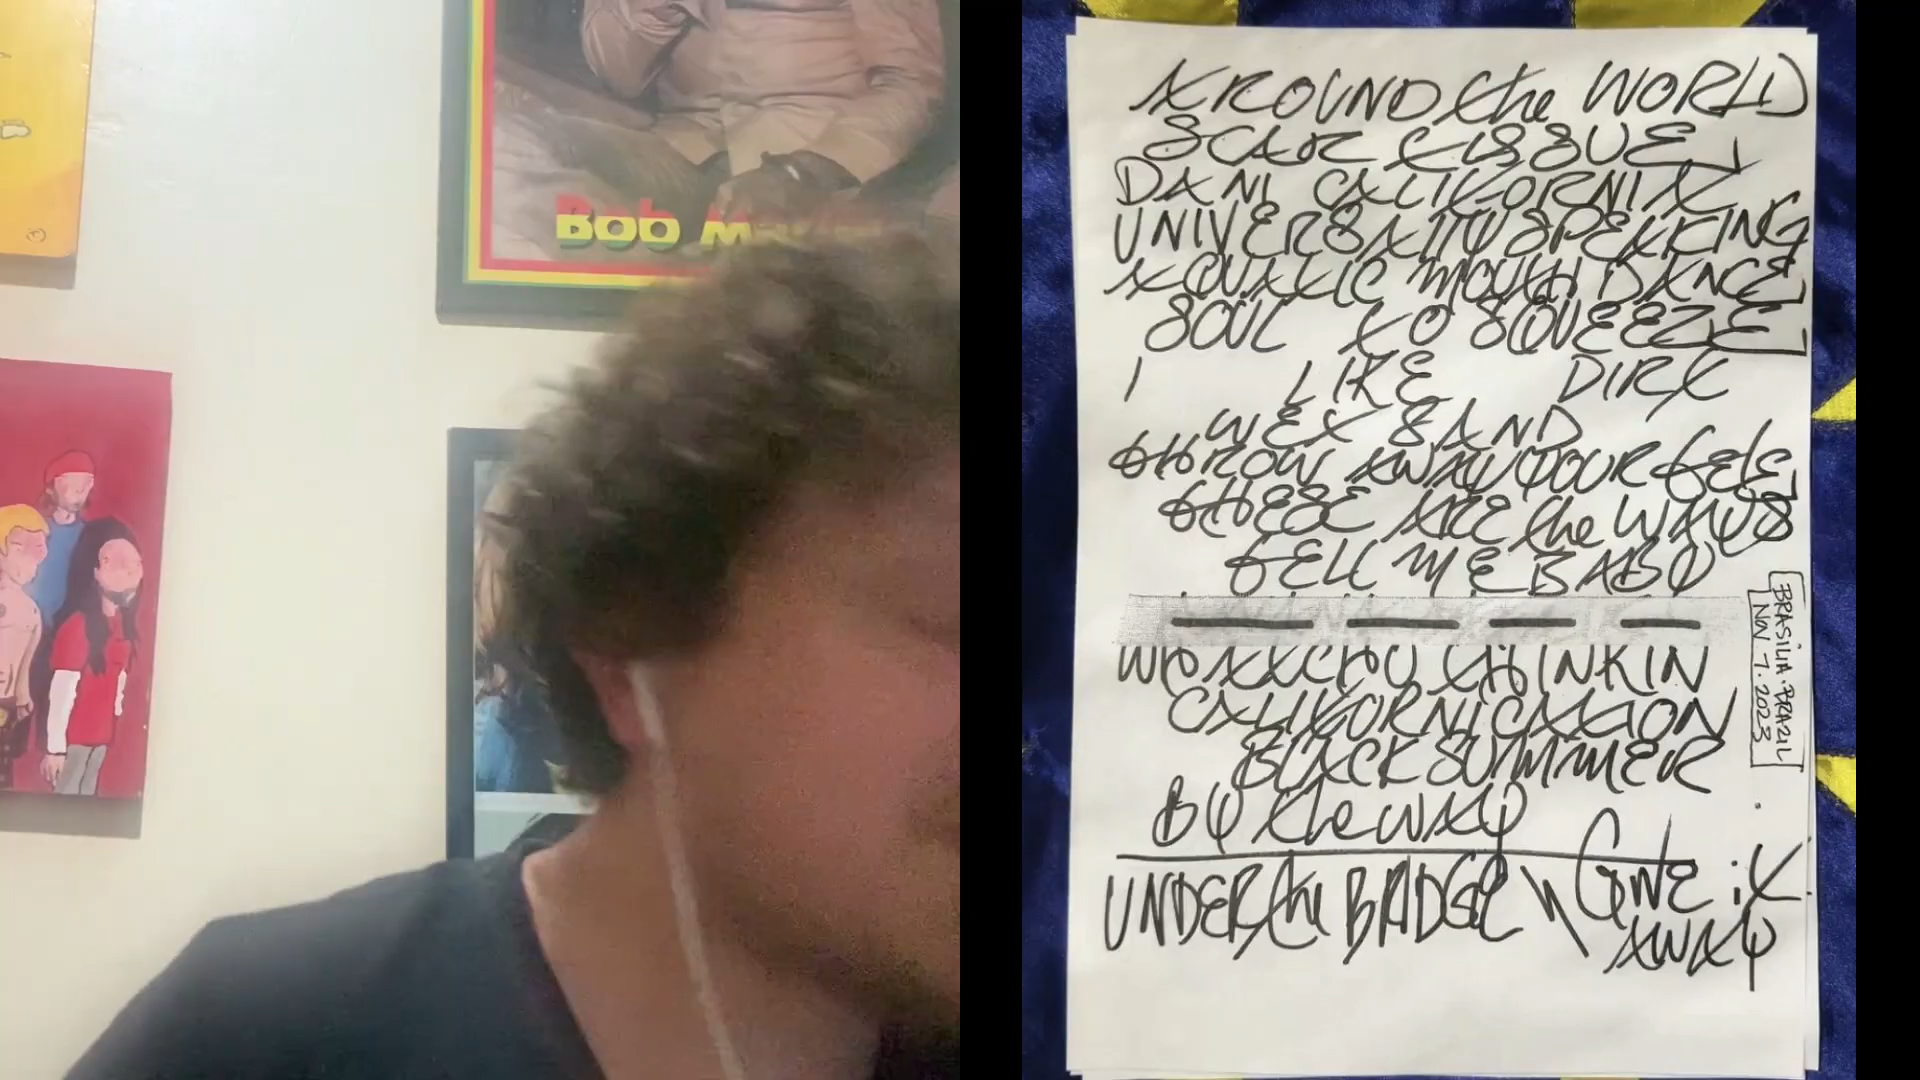 Bob
AROUND the WORLD
SCAR TISSUE
DANI CALIFORNIA
UNIVERSALLY SPEAKING
AQUATIC MOUTH DANCE
SOUL TO SQUEEZE
I LIKE DIRT
WET SAND
THROW AWAY YOUR TELE
THESE ARE the WAYS
TELL ME BABY
WHATCHU THINKIN
CALIFORNICATION
BLACK SUMMER
BY the WAY
UNDER the BRIDGE \\ GIVE iT
AWAY
BRASILIA. BRAZIL
NOV 7. 2023